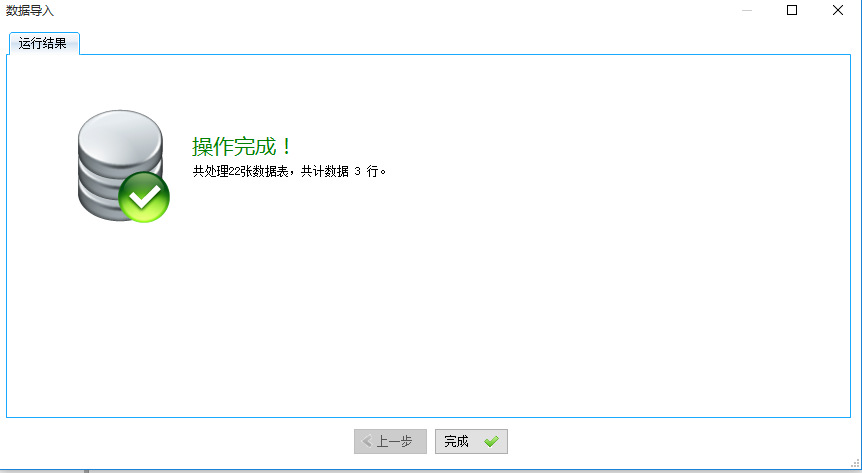 数据导入
运行结果
操作完成！
共处理22张数据表，共计数据 3 行。
上一步
完成